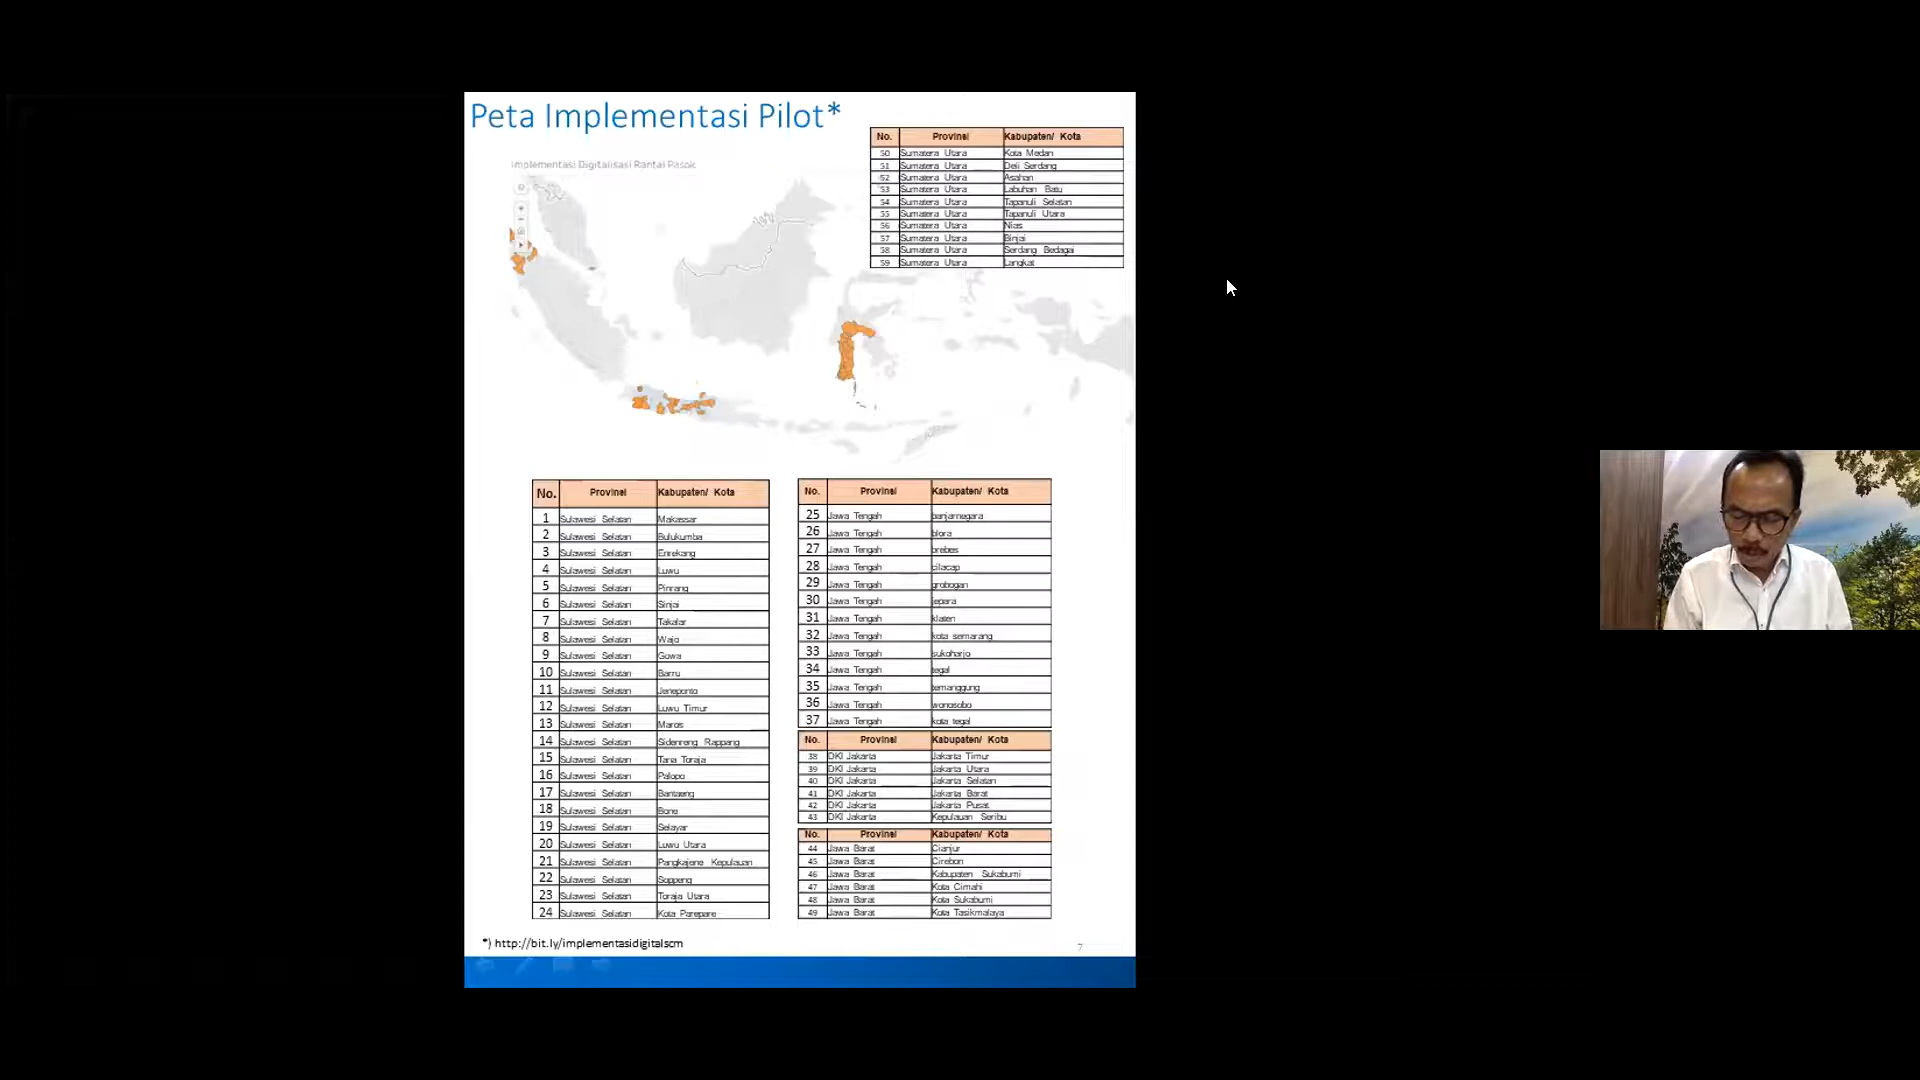 Peta Implementasi Pilot*
Implementasi Digitalisasi Rantai Pasok
No. Provinsi Kabupaten/ Kota
50 Sumatera Utara Kota Medan
51 Sumatera Utara Deli Serdang
52 Sumatera Utara Asahan
53 Sumatera Utara Labuhan Batu
54 Sumatera Utara Tapanuli Selatan
55 Sumatera Utara Tapanuli Utara
56 Sumatera Utara Nias
57 Sumatera Utara Binjai
58 Sumatera Utara Serdang Bedagai
59 Sumatera Utara Langkat
No. Provinsi Kabupaten/ Kota
1 Sulawesi Selatan Makassar
2 Sulawesi Selatan Bulukumba
3 Sulawesi Selatan Enrekang
4 Sulawesi Selatan Luwu
5 Sulawesi Selatan Pinrang
6 Sulawesi Selatan Sinjai
7 Sulawesi Selatan Takalar
8 Sulawesi Selatan Wajo
9 Sulawesi Selatan Gowa
10 Sulawesi Selatan Barru
11 Sulawesi Selatan Jeneponto
12 Sulawesi Selatan Luwu Timur
13 Sulawesi Selatan Maros
14 Sulawesi Selatan Sidenreng Rappang
15 Sulawesi Selatan Tana Toraja
16 Sulawesi Selatan Palopo
17 Sulawesi Selatan Bantaeng
18 Sulawesi Selatan Bone
19 Sulawesi Selatan Selayar
20 Sulawesi Selatan Luwu Utara
21 Sulawesi Selatan Pangkajene Kepulauan
22 Sulawesi Selatan Soppeng
23 Sulawesi Selatan Toraja Utara
24 Sulawesi Selatan Kota Parepare
No. Provinsi Kabupaten/ Kota
25 Jawa Tengah banjarnegara
26 Jawa Tengah blora
27 Jawa Tengah brebes
28 Jawa Tengah cilacap
29 Jawa Tengah grobogan
30 Jawa Tengah jepara
31 Jawa Tengah klaten
32 Jawa Tengah kota semarang
33 Jawa Tengah sukoharjo
34 Jawa Tengah tegal
35 Jawa Tengah temanggung
36 Jawa Tengah wonosobo
37 Jawa Tengah kota tegal
No. Provinsi Kabupaten/ Kota
38 DKI Jakarta Jakarta Timur
39 DKI Jakarta Jakarta Utara
40 DKI Jakarta Jakarta Selatan
41 DKI Jakarta Jakarta Barat
42 DKI Jakarta Jakarta Pusat
43 DKI Jakarta Kepulauan Seribu
No. Provinsi Kabupaten/ Kota
44 Jawa Barat Cianjur
45 Jawa Barat Cirebon
46 Jawa Barat Kabupaten Sukabumi
47 Jawa Barat Kota Cimahi
48 Jawa Barat Kota Sukabumi
49 Jawa Barat Kota Tasikmalaya
*) http://bit.ly/implementasidigitalscm
7